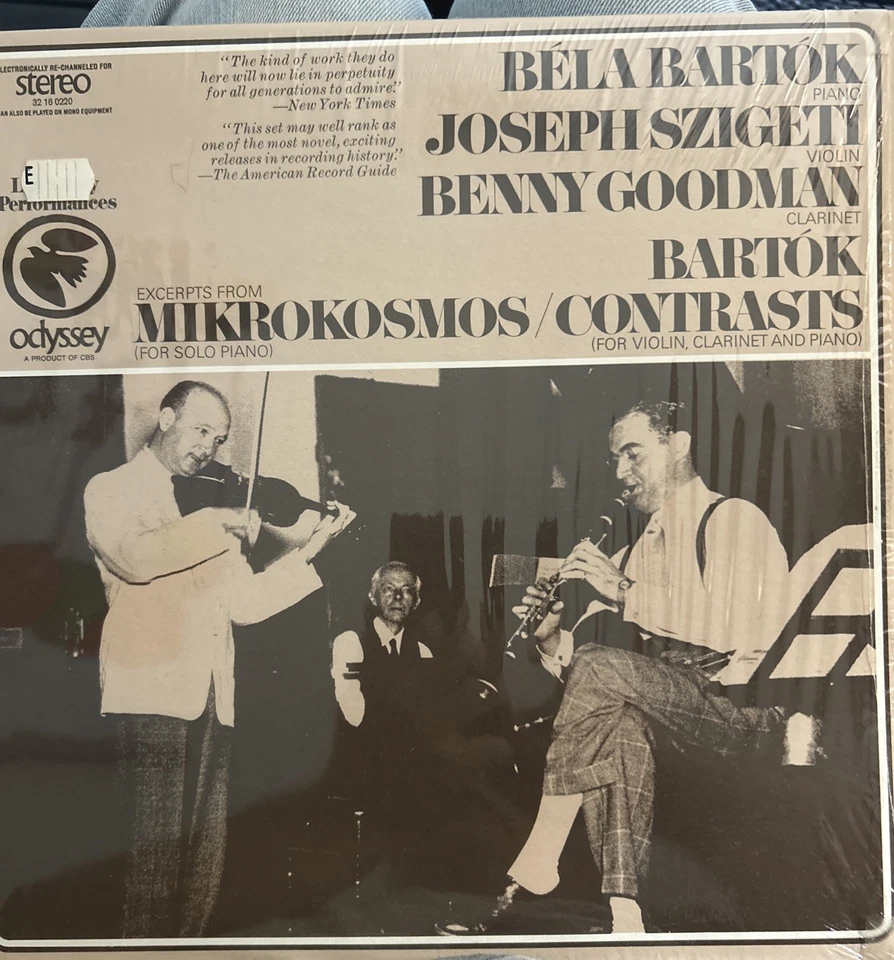 ELECTRONICALLY RE-CHANNELED FOR
stereo
32 16 0220
CAN ALSO BE PLAYED ON MONO EQUIPMENT
E
Performances
odyssey
A PRODUCT OF CBS
“The kind of work they do
here will now lie in perpetuity
for all generations to admire.”
—New York Times
“This set may well rank as
one of the most novel, exciting
releases in recording history.”
—The American Record Guide
BÉLA BARTÓK
PIANO
JOSEPH SZIGETI
VIOLIN
BENNY GOODMAN
CLARINET
BARTÓK
EXCERPTS FROM
MIKROKOSMOS/CONTRASTS
(FOR SOLO PIANO) (FOR VIOLIN, CLARINET AND PIANO)